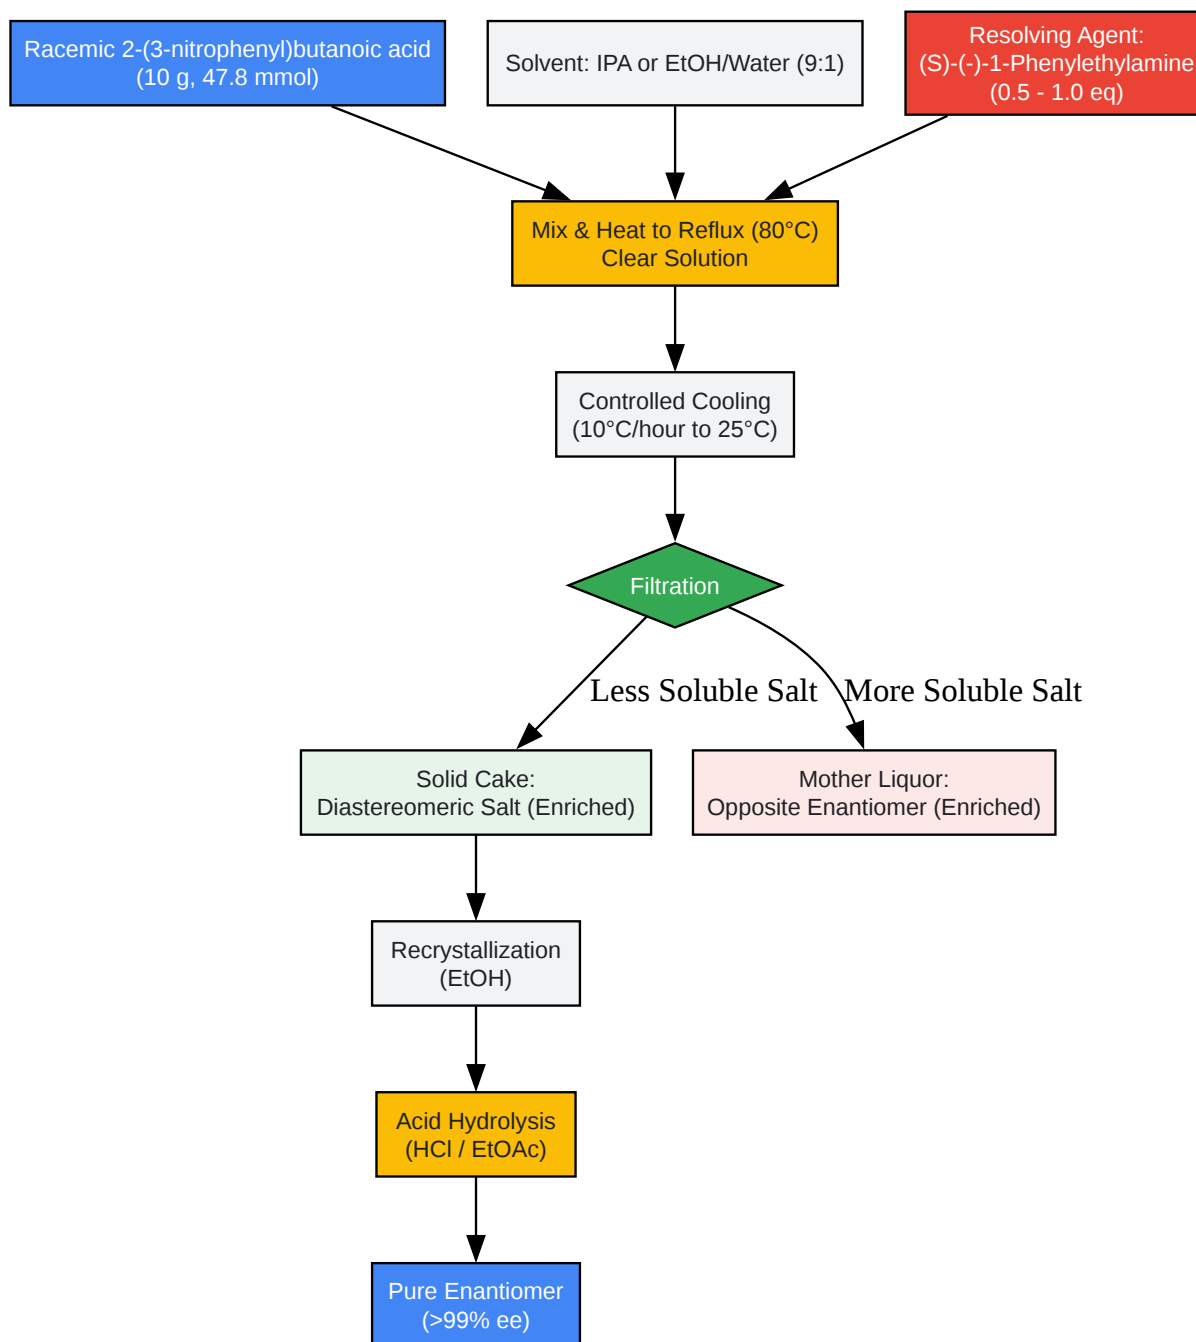 Racemic 2-(3-nitrophenyl)butanoic acid
(10 g, 47.8 mmol)
Solvent: IPA or EtOH/Water (9:1)
Resolving Agent:
(S)-(-)-1-Phenylethylamine
(0.5 - 1.0 eq)
Mix & Heat to Reflux (80°C)
Clear Solution
Controlled Cooling
(10°C/hour to 25°C)
Filtration
Less Soluble Salt
More Soluble Salt
Solid Cake:
Diastereomeric Salt (Enriched)
Mother Liquor:
Opposite Enantiomer (Enriched)
Recrystallization
(EtOH)
Acid Hydrolysis
(HCl / EtOAc)
Pure Enantiomer
(>99% ee)